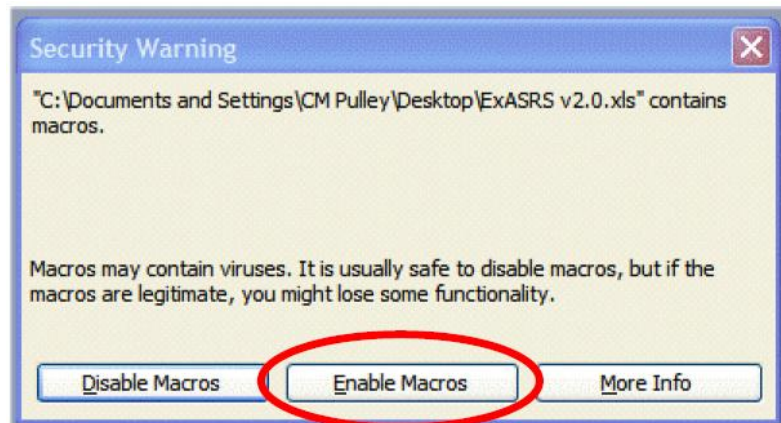 Security Warning
"C:\Documents and Settings\CM Pulley\Desktop\ExASRS v2.0.xls" contains
macros.
Macros may contain viruses. It is usually safe to disable macros, but if the
macros are legitimate, you might lose some functionality.
Disable Macros Enable Macros More Info